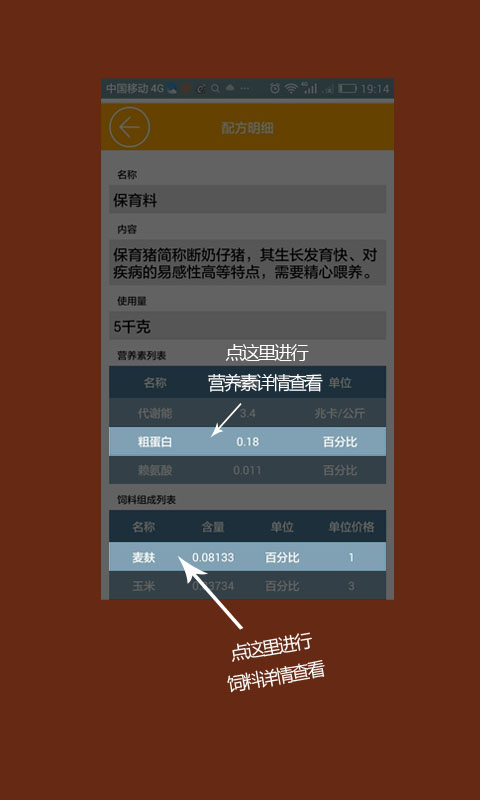 中国移动 4G ··· 19:14
配方明细
名称
保育料
内容
保育猪简称断奶仔猪，其生长发育快、对
疾病的易感性高等特点，需要精心喂养。
使用量
5千克
营养素列表
点这里进行
营养素详情查看
名称 单位
代谢能 3.4 兆卡/公斤
粗蛋白 0.18 百分比
赖氨酸 0.011 百分比
饲料组成列表
名称 含量 单位 单位价格
麦麸 0.08133 百分比 1
玉米 3734 百分比 3
点这里进行
饲料详情查看